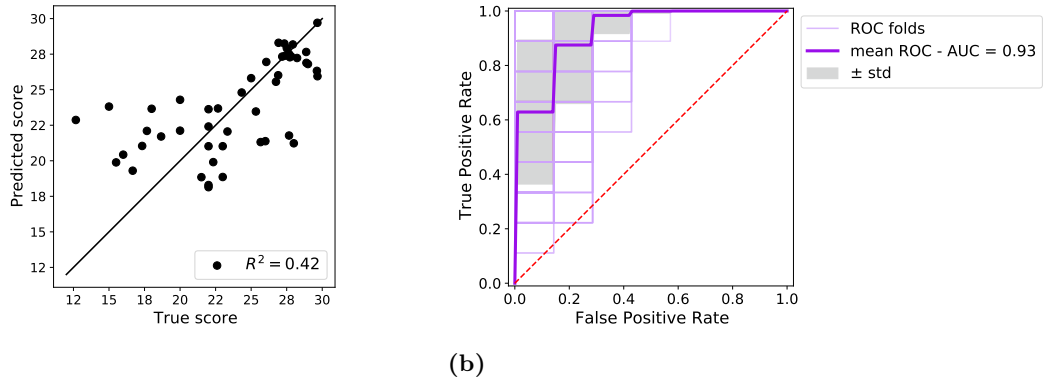 30
28
25
22
20
18
15
12
Predicted score
R² = 0.42
12 15 18 20 22 25 28 30
True score
1.0
0.8
0.6
0.4
0.2
0.0
True Positive Rate
0.0 0.2 0.4 0.6 0.8 1.0
False Positive Rate
ROC folds
mean ROC - AUC = 0.93
± std
(b)